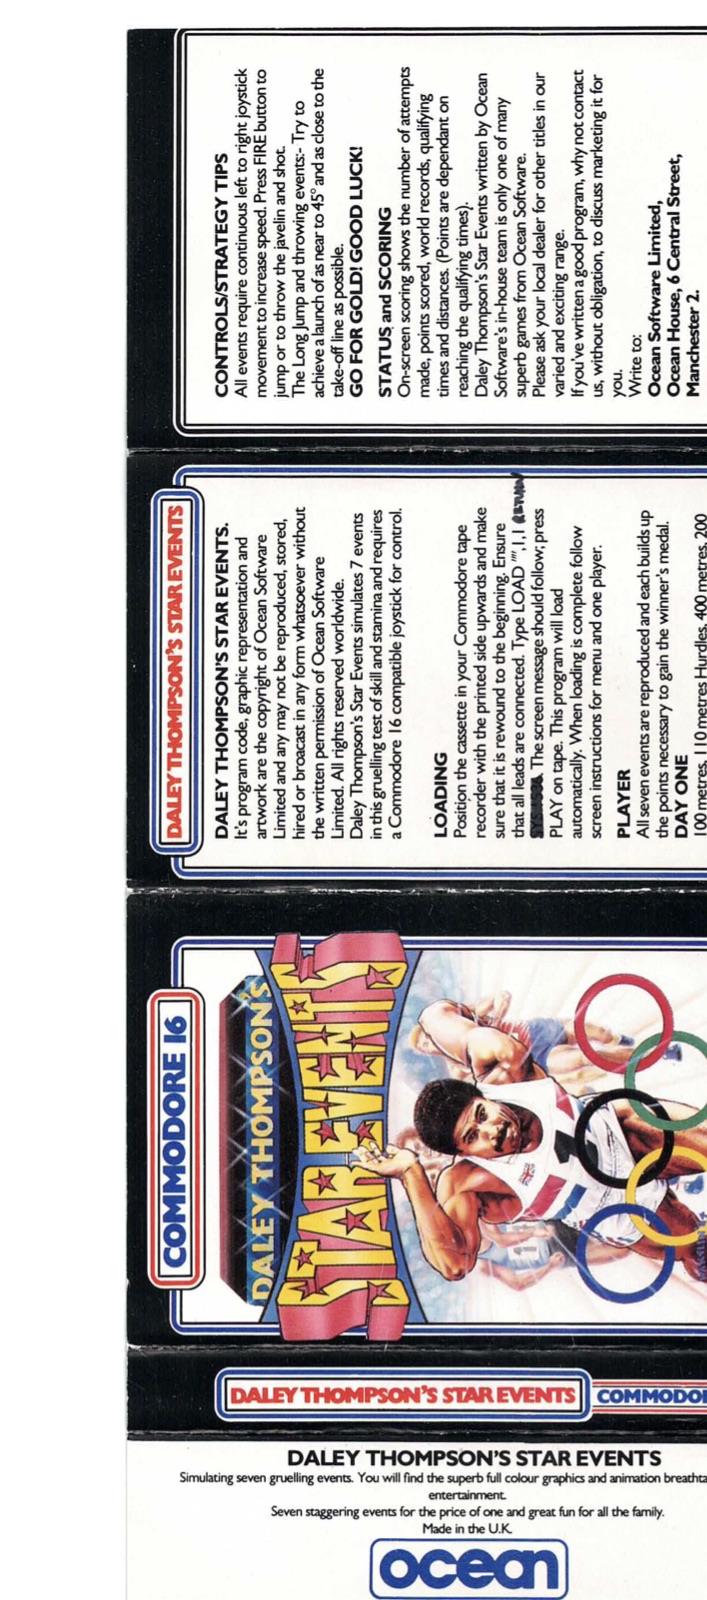 CONTROLS/STRATEGY TIPS
All events require continuous left to right joystick
movement to increase speed. Press FIRE button to
jump or to throw the javelin and shot.
The Long Jump and throwing events:- Try to
achieve a launch of as near to 45° and as close to the
take-off line as possible.
GO FOR GOLD! GOOD LUCK!
STATUS and SCORING
On-screen scoring shows the number of attempts
made, points scored, world records, qualifying
times and distances. (Points are dependant on
reaching the qualifying times).
Daley Thompson's Star Events written by Ocean
Software's in-house team is only one of many
superb games from Ocean Software.
Please ask your local dealer for other titles in our
varied and exciting range.
If you've written a good program, why not contact
us, without obligation, to discuss marketing it for
you.
Write to:
Ocean Software Limited,
Ocean House, 6 Central Street,
Manchester 2.
DALEY THOMPSON'S STAR EVENTS
DALEY THOMPSON'S STAR EVENTS.
It's program code, graphic representation and
artwork are the copyright of Ocean Software
Limited and any may not be reproduced, stored,
hired or broacast in any form whatsoever without
the written permission of Ocean Software
Limited. All rights reserved worldwide.
Daley Thompson's Star Events simulates 7 events
in this gruelling test of skill and stamina and requires
a Commodore 16 compatible joystick for control.
LOADING
Position the cassette in your Commodore tape
recorder with the printed side upwards and make
sure that it is rewound to the beginning. Ensure
that all leads are connected. Type LOAD "",1,1 RETURN
The screen message should follow; press
PLAY on tape. This program will load
automatically. When loading is complete follow
screen instructions for menu and one player.
PLAYER
All seven events are reproduced and each builds up
the points necessary to gain the winner's medal.
DAY ONE
100 metres, 110 metres Hurdles, 400 metres, 200
COMMODORE 16
DALEY THOMPSON'S
STAR EVENTS
DALEY THOMPSON'S STAR EVENTS
COMMODOR
DALEY THOMPSON'S STAR EVENTS
Simulating seven gruelling events. You will find the superb full colour graphics and animation breathta
entertainment.
Seven staggering events for the price of one and great fun for all the family.
Made in the U.K.
ocean